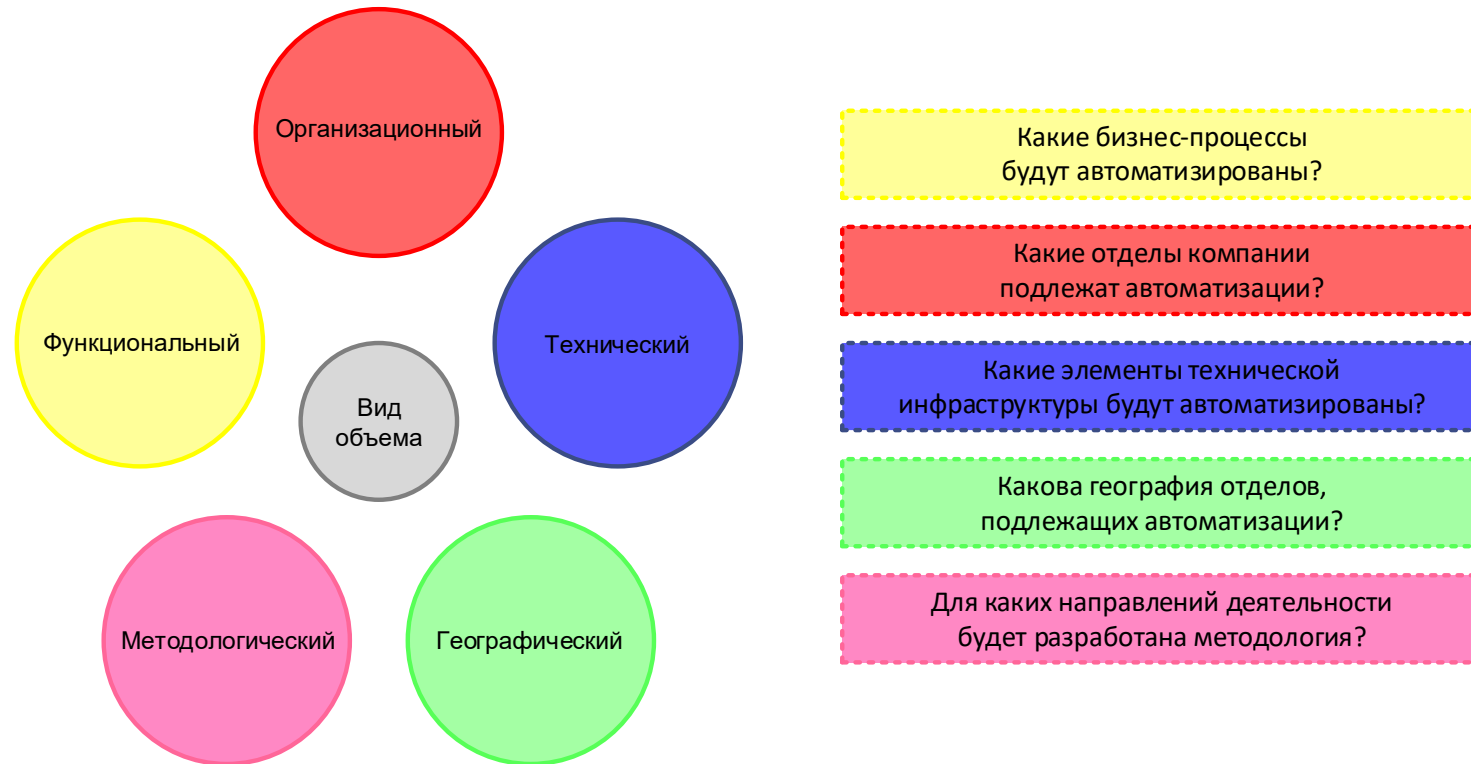 Организационный
Функциональный
Технический
Вид
объема
Методологический
Географический
Какие бизнес-процессы
будут автоматизированы?
Какие отделы компании
подлежат автоматизации?
Какие элементы технической
инфраструктуры будут автоматизированы?
Какова география отделов,
подлежащих автоматизации?
Для каких направлений деятельности
будет разработана методология?